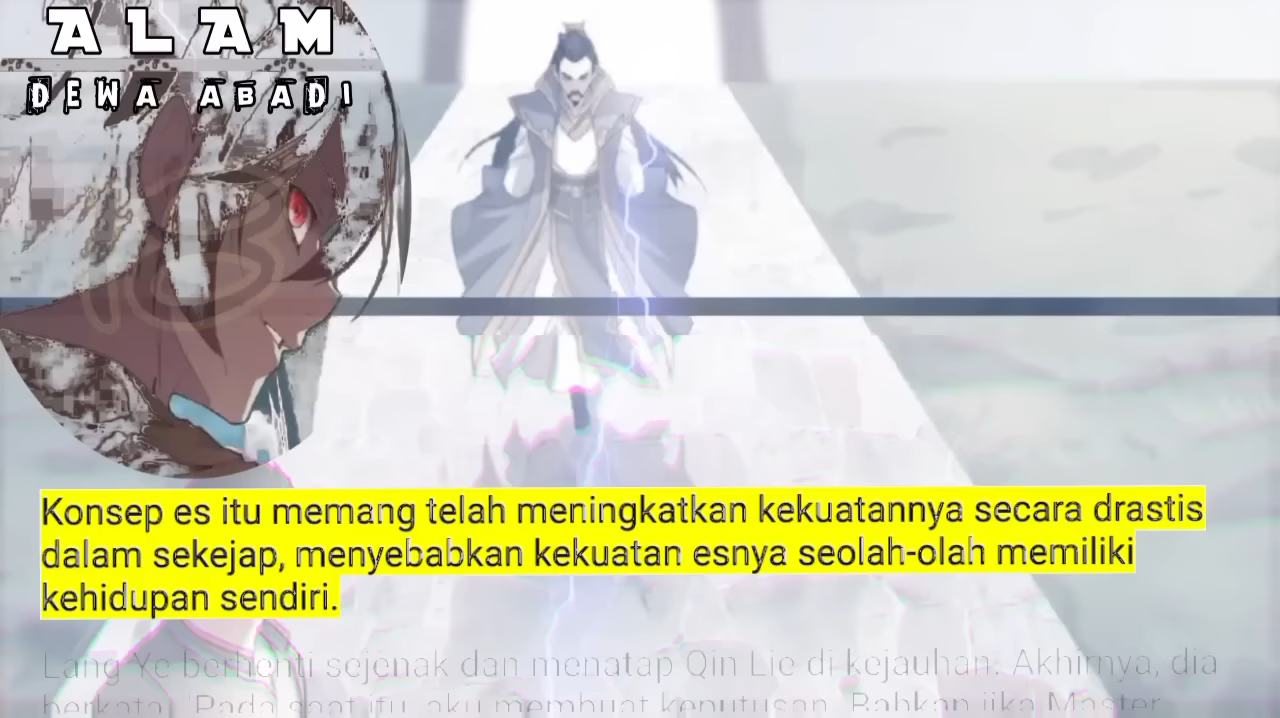 ALAM
DEWA ABADI
Konsep es itu memang telah meningkatkan kekuatannya secara drastis
dalam sekejap, menyebabkan kekuatan esnya seolah-olah memiliki
kehidupan sendiri.
Lang Ye berhenti sejenak dan menatap Qin Lie di kejauhan. Akhirnya, dia
berkata, 'Pada saat itu, aku membuat keputusan. Bahkan jika Master